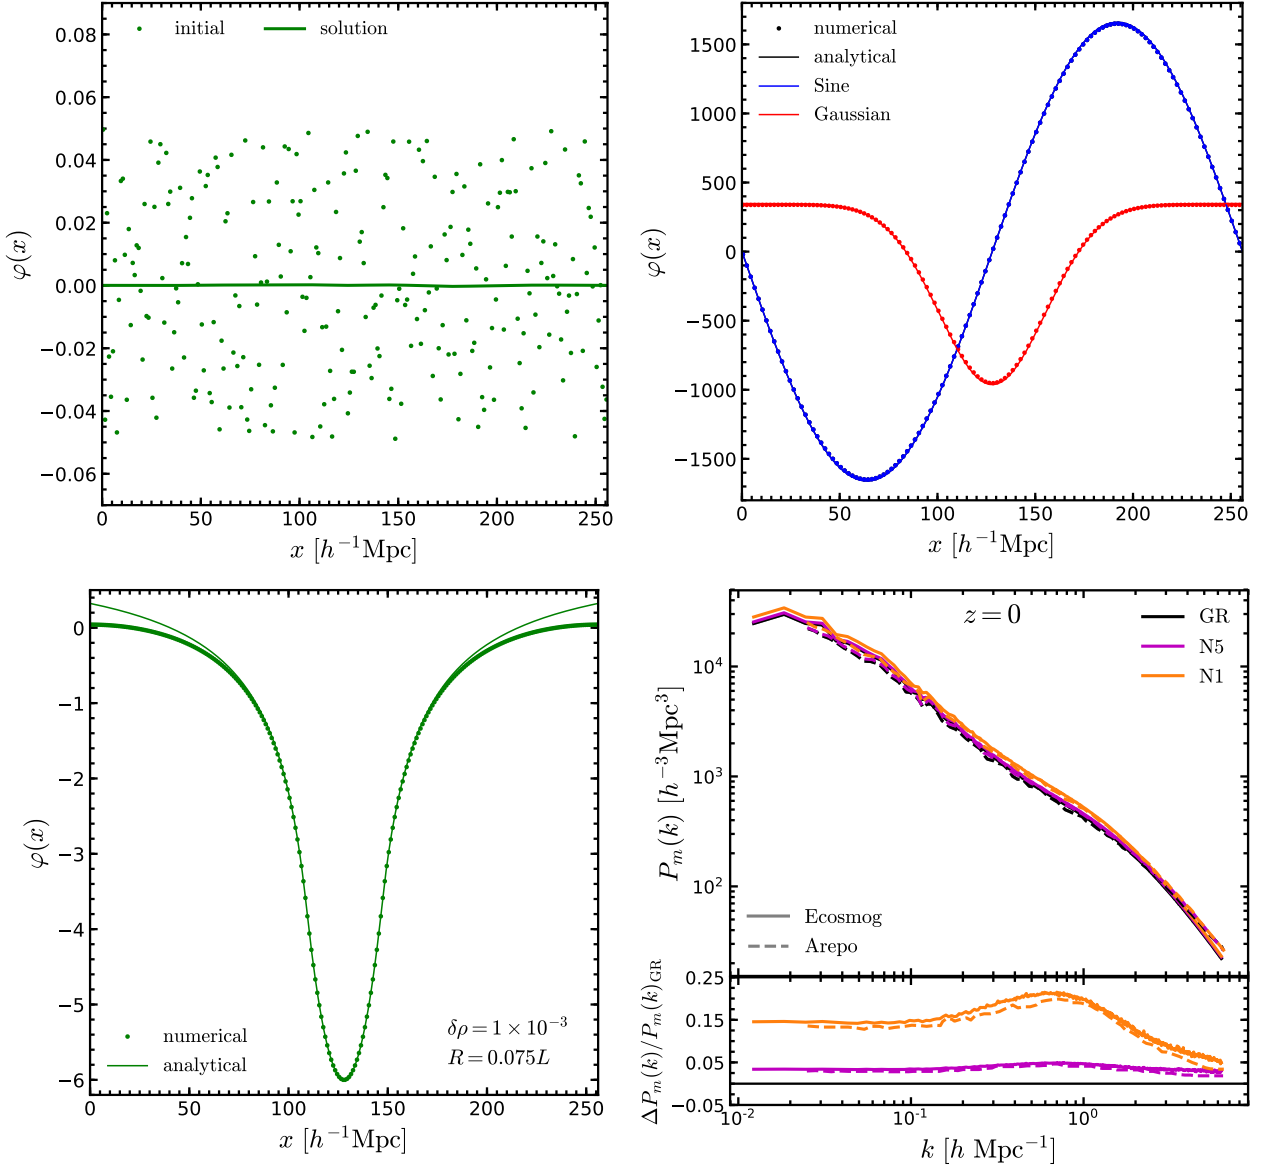 initial solution
0.08
0.06
0.04
0.02
0.00
−0.02
−0.04
−0.06
φ(x)
0 50 100 150 200 250
x [h⁻¹Mpc]
numerical
analytical
Sine
Gaussian
1500
1000
500
0
−500
−1000
−1500
φ(x)
0 50 100 150 200 250
x [h⁻¹Mpc]
0
−1
−2
−3
−4
−5
−6
φ(x)
numerical
analytical
δρ = 1 × 10⁻³
R = 0.075L
0 50 100 150 200 250
x [h⁻¹Mpc]
z = 0
GR
N5
N1
10⁴
10³
10²
P_m(k) [h⁻³Mpc³]
Ecosmog
Arepo
0.25
0.15
0.05
−0.05
ΔP_m(k)/P_m(k)_GR
10⁻² 10⁻¹ 10⁰
k [h Mpc⁻¹]